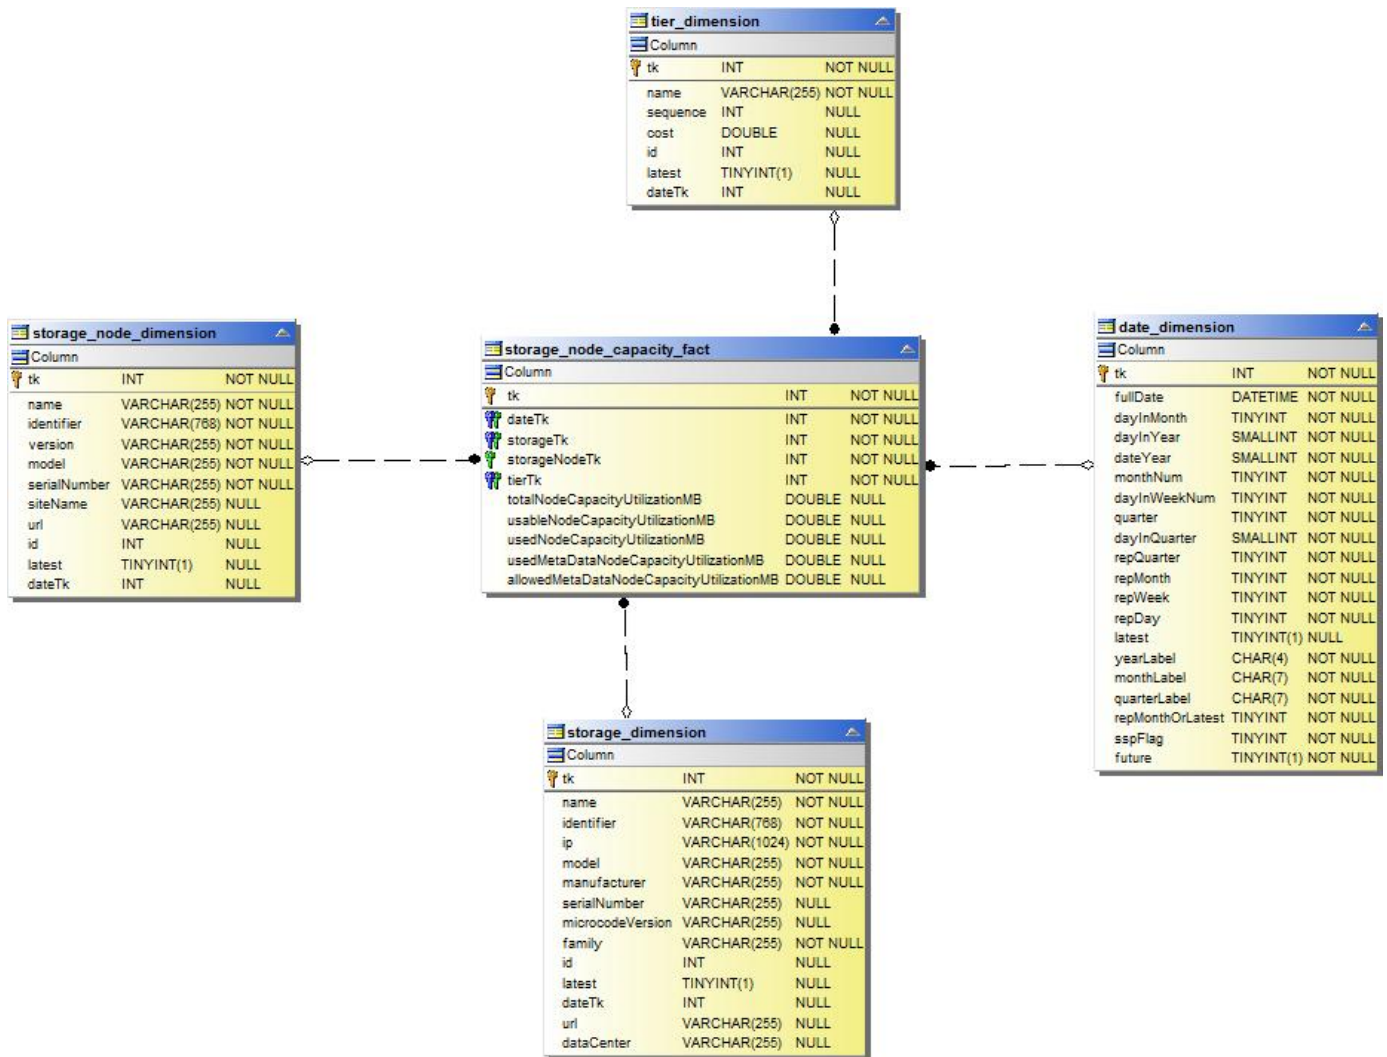 tier_dimension
Column
tk INT NOT NULL
name VARCHAR(255) NOT NULL
sequence INT NULL
cost DOUBLE NULL
id INT NULL
latest TINYINT(1) NULL
dateTk INT NULL
storage_node_dimension
Column
tk INT NOT NULL
name VARCHAR(255) NOT NULL
identifier VARCHAR(768) NOT NULL
version VARCHAR(255) NOT NULL
model VARCHAR(255) NOT NULL
serialNumber VARCHAR(255) NOT NULL
siteName VARCHAR(255) NULL
url VARCHAR(255) NULL
id INT NULL
latest TINYINT(1) NULL
dateTk INT NULL
storage_node_capacity_fact
Column
tk INT NOT NULL
dateTk INT NOT NULL
storageTk INT NOT NULL
storageNodeTk INT NOT NULL
tierTk INT NOT NULL
totalNodeCapacityUtilizationMB DOUBLE NULL
usableNodeCapacityUtilizationMB DOUBLE NULL
usedNodeCapacityUtilizationMB DOUBLE NULL
usedMetaDataNodeCapacityUtilizationMB DOUBLE NULL
allowedMetaDataNodeCapacityUtilizationMB DOUBLE NULL
date_dimension
Column
tk INT NOT NULL
fullDate DATETIME NOT NULL
dayInMonth TINYINT NOT NULL
dayInYear SMALLINT NOT NULL
dateYear SMALLINT NOT NULL
monthNum TINYINT NOT NULL
dayInWeekNum TINYINT NOT NULL
quarter TINYINT NOT NULL
dayInQuarter SMALLINT NOT NULL
repQuarter TINYINT NOT NULL
repMonth TINYINT NOT NULL
repWeek TINYINT NOT NULL
repDay TINYINT NOT NULL
latest TINYINT(1) NULL
yearLabel CHAR(4) NOT NULL
monthLabel CHAR(7) NOT NULL
quarterLabel CHAR(7) NOT NULL
repMonthOrLatest TINYINT NOT NULL
sspFlag TINYINT NOT NULL
future TINYINT(1) NOT NULL
storage_dimension
Column
tk INT NOT NULL
name VARCHAR(255) NOT NULL
identifier VARCHAR(768) NOT NULL
ip VARCHAR(1024) NOT NULL
model VARCHAR(255) NOT NULL
manufacturer VARCHAR(255) NOT NULL
serialNumber VARCHAR(255) NULL
microcodeVersion VARCHAR(255) NULL
family VARCHAR(255) NOT NULL
id INT NULL
latest TINYINT(1) NULL
dateTk INT NULL
url VARCHAR(255) NULL
dataCenter VARCHAR(255) NULL